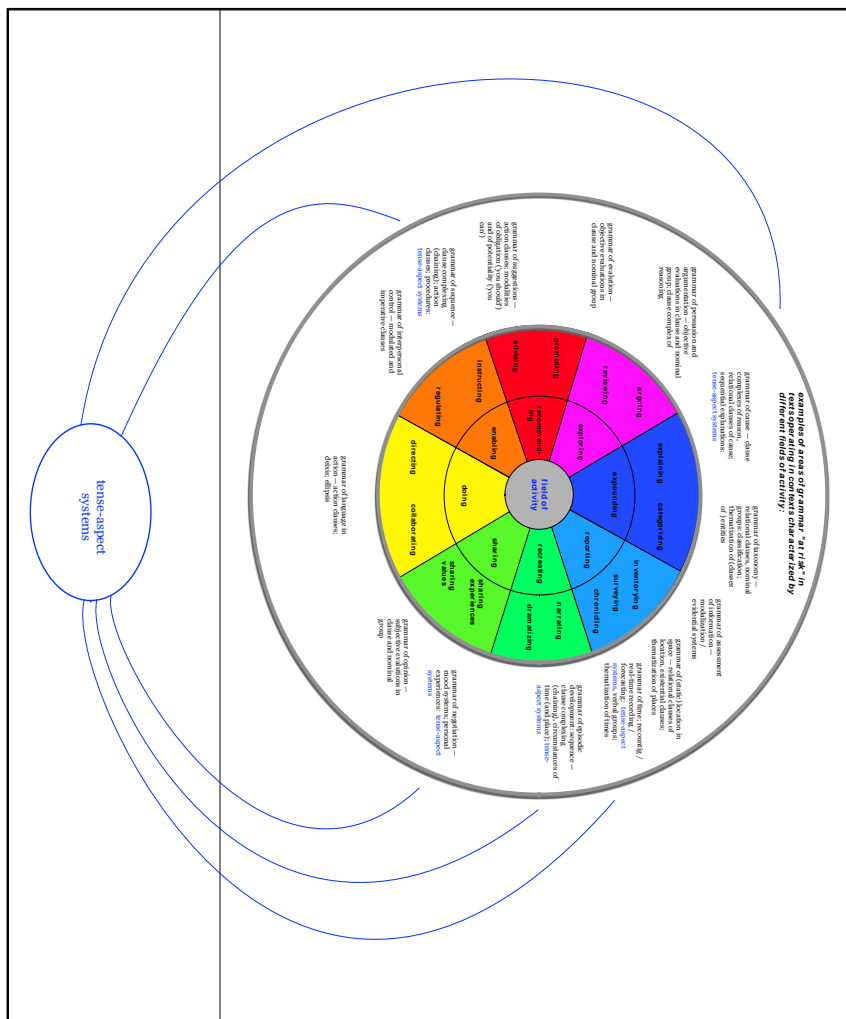 examples of areas of grammar "at risk" in
texts operating in contexts characterized by
different fields of activity:
grammar of persuasion and
argumentation — objective
evaluations in clause and nominal
group; clause complex of
reasoning
grammar of cause — clause
complexes of reason,
relational clauses of cause;
sequential explanations:
tense-aspect systems
grammar of taxonomy —
relational clauses, nominal
groups: classification;
thematization of (classes
of) entities
grammar of assessment
of information —
modalization /
evidential systems
grammar of (static) location in
space — relational clauses of
location, existential clauses;
thematization of places
grammar of time; recountig /
real-time recording /
forecasting: tense-aspect
systems, verbal groups;
thematization of times
grammar of episodic
development: sequence —
clause complexing
(chaining), circumstances of
time (and place); tense-
aspect systems
grammar of negotiation —
mood systems; personal
experiences: tense-aspect
systems
grammar of opinion —
subjective evalutions in
clause and nominal
group
grammar of language in
action — action clauses;
deixis; ellipsis
grammar of interpersonal
control — modulated and
imperative clauses
grammar of sequence —
clause complexing
(chaining); action
clauses; procedures:
tense-aspect systems
grammar of suggestions —
action clauses; modalities
of obligation ('you should')
and of potentiality ('you
can')
grammar of evalution —
objective evaluations in
clause and nominal group
arguing
reviewing
exploring
explaining
categorizing
expounding
inventorying
surveying
chronicling
reporting
narrating
dramatizing
recreating
sharing
experiences
sharing
values
sharing
collaborating
directing
doing
regulating
instructing
enabling
advising
promoting
recommend-
ing
field of
activity
tense-aspect
systems